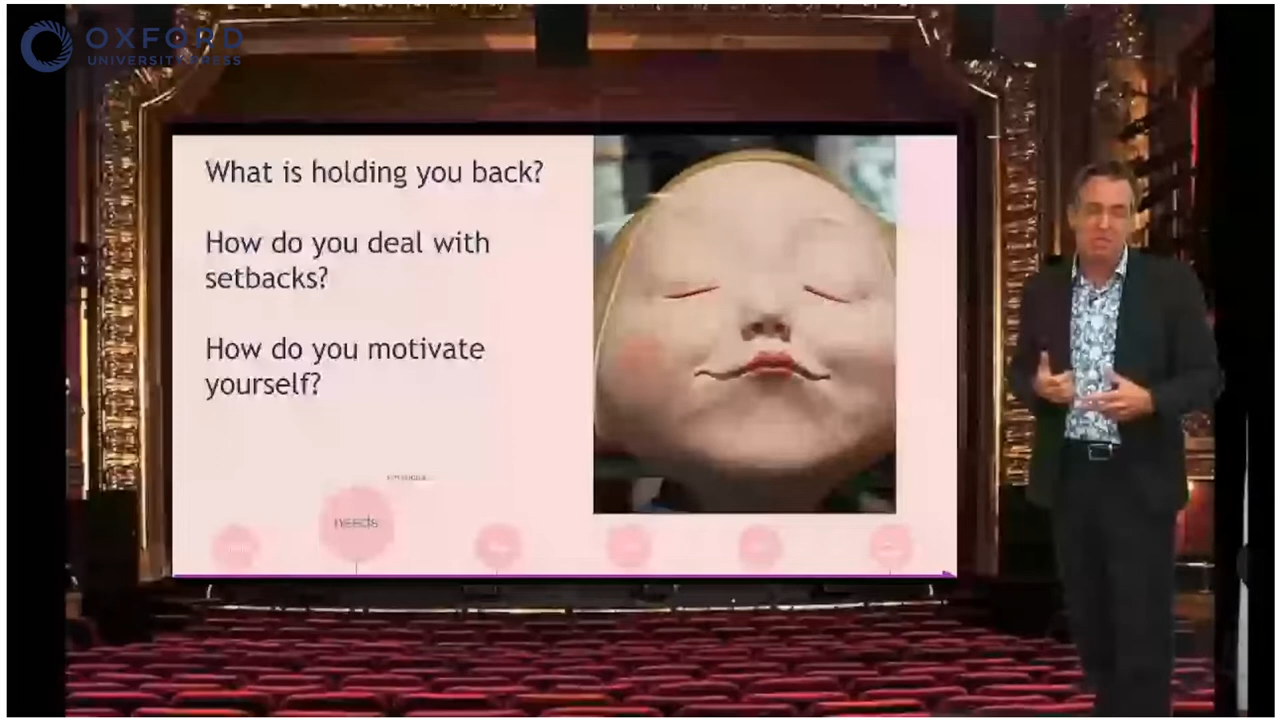 OXFORD
UNIVERSITY PRESS
What is holding you back?
How do you deal with
setbacks?
How do you motivate
yourself?
needs